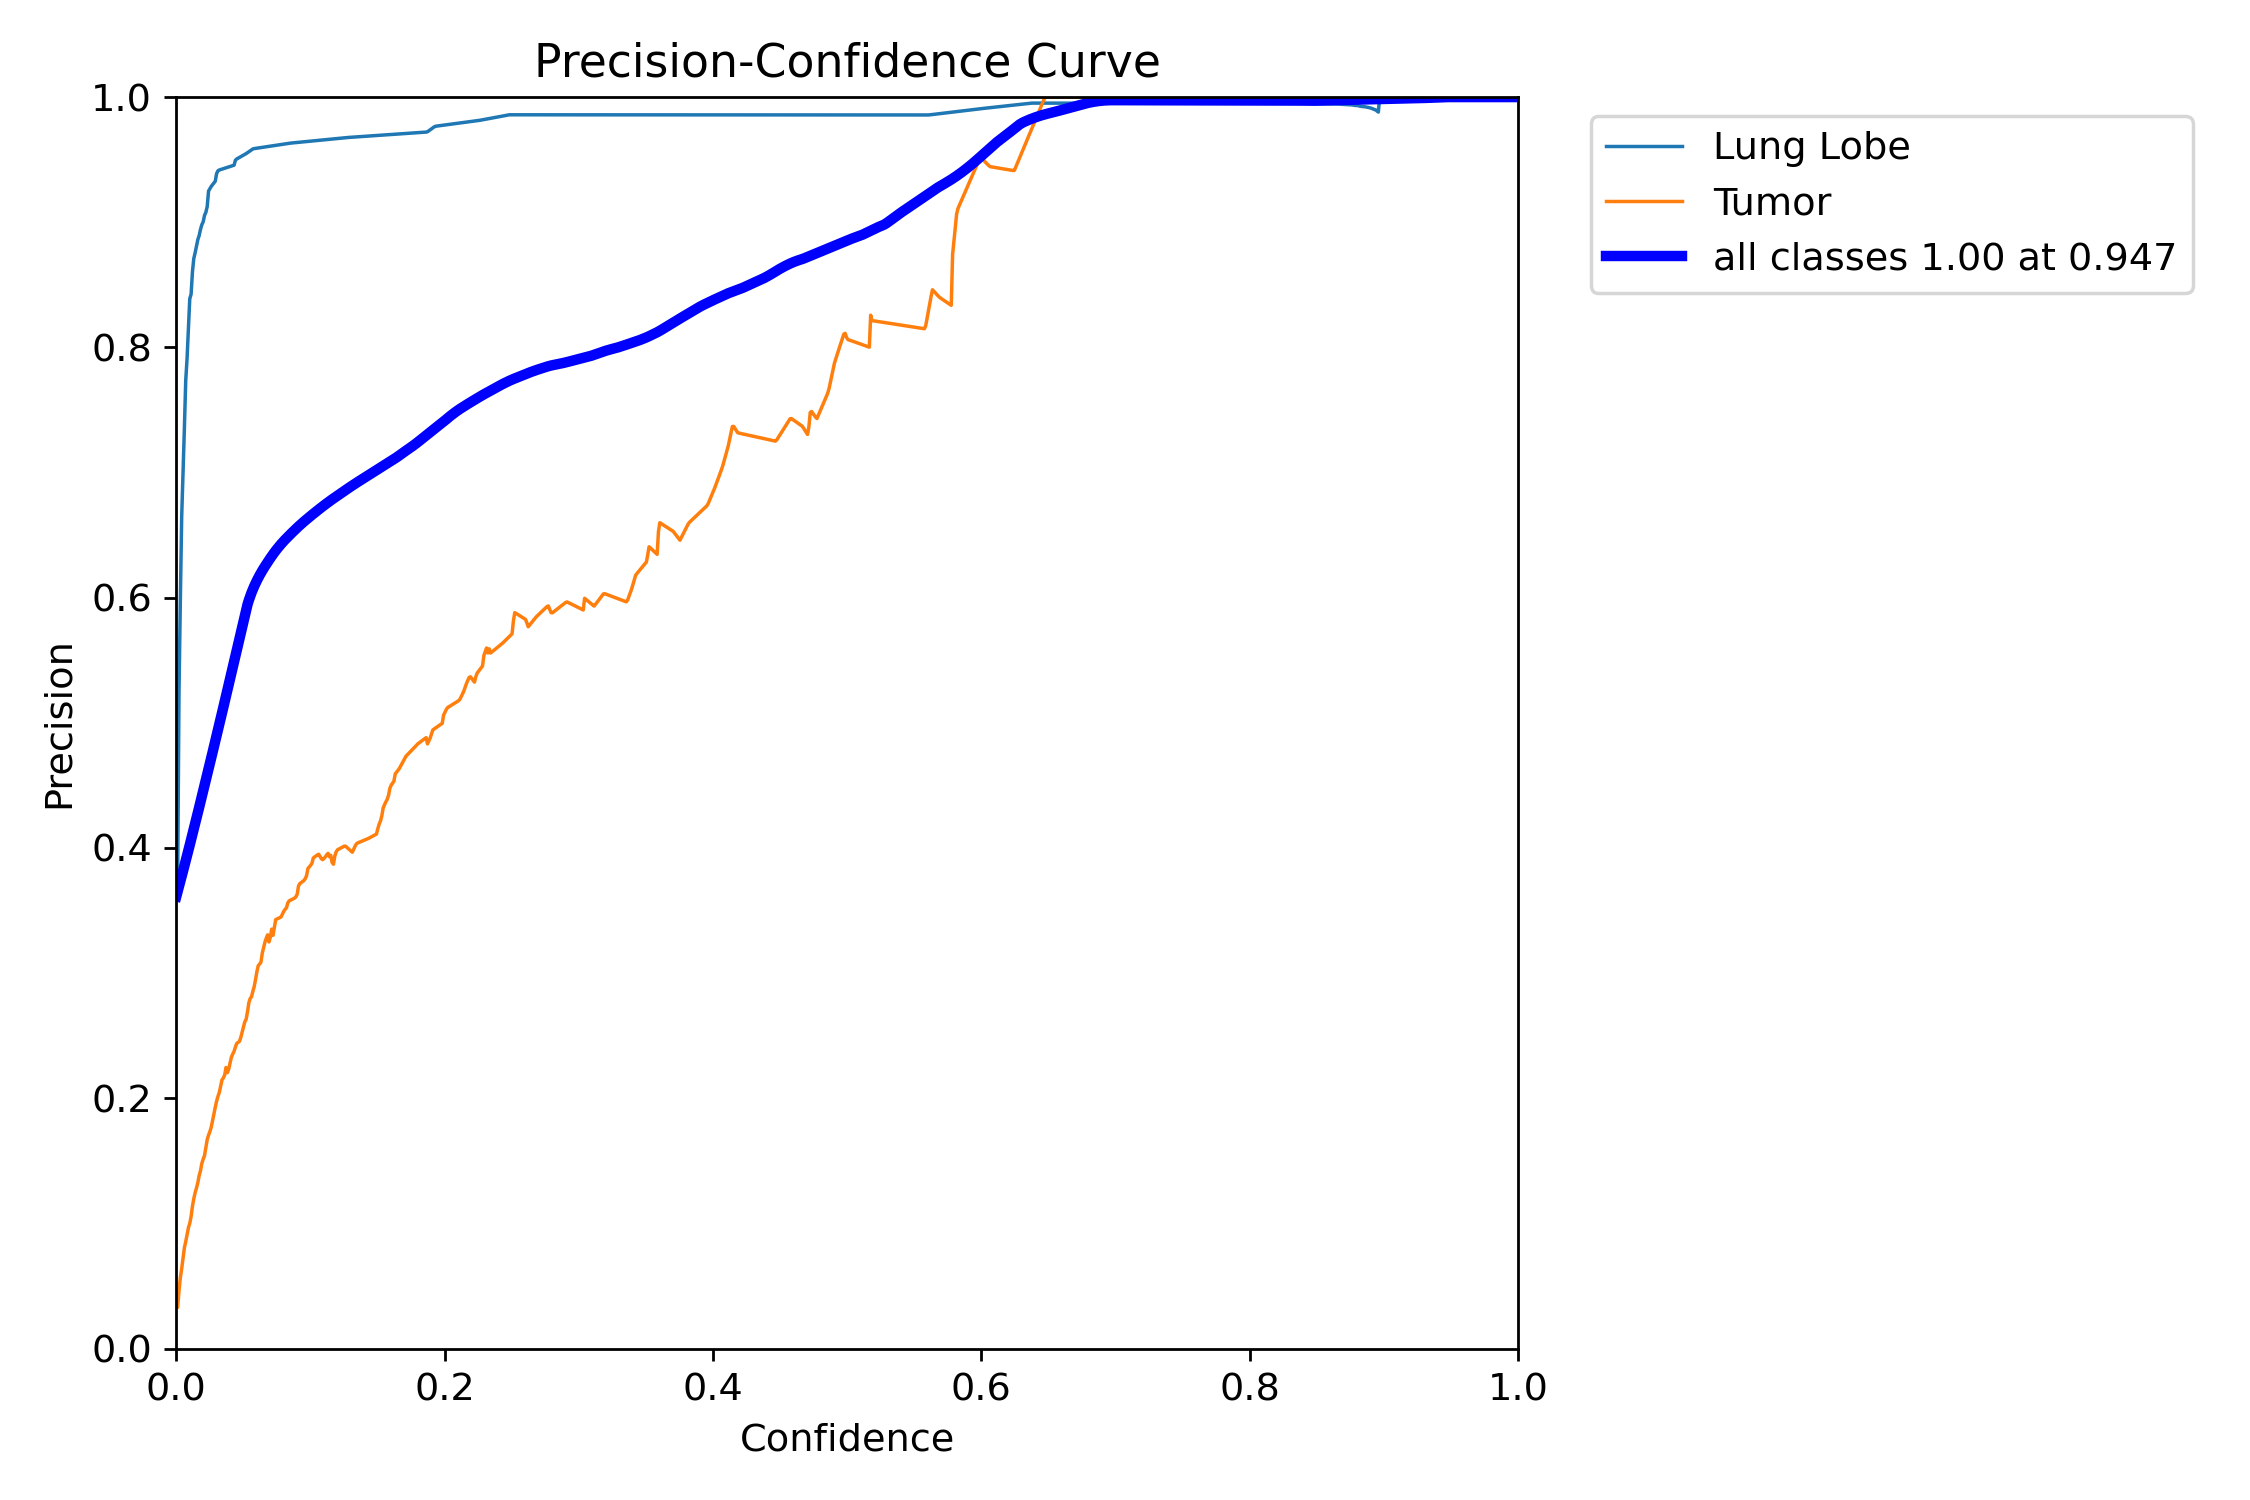 Precision-Confidence Curve
1.0
0.8
0.6
0.4
0.2
0.0
Precision
0.0 0.2 0.4 0.6 0.8 1.0
Confidence
Lung Lobe
Tumor
all classes 1.00 at 0.947